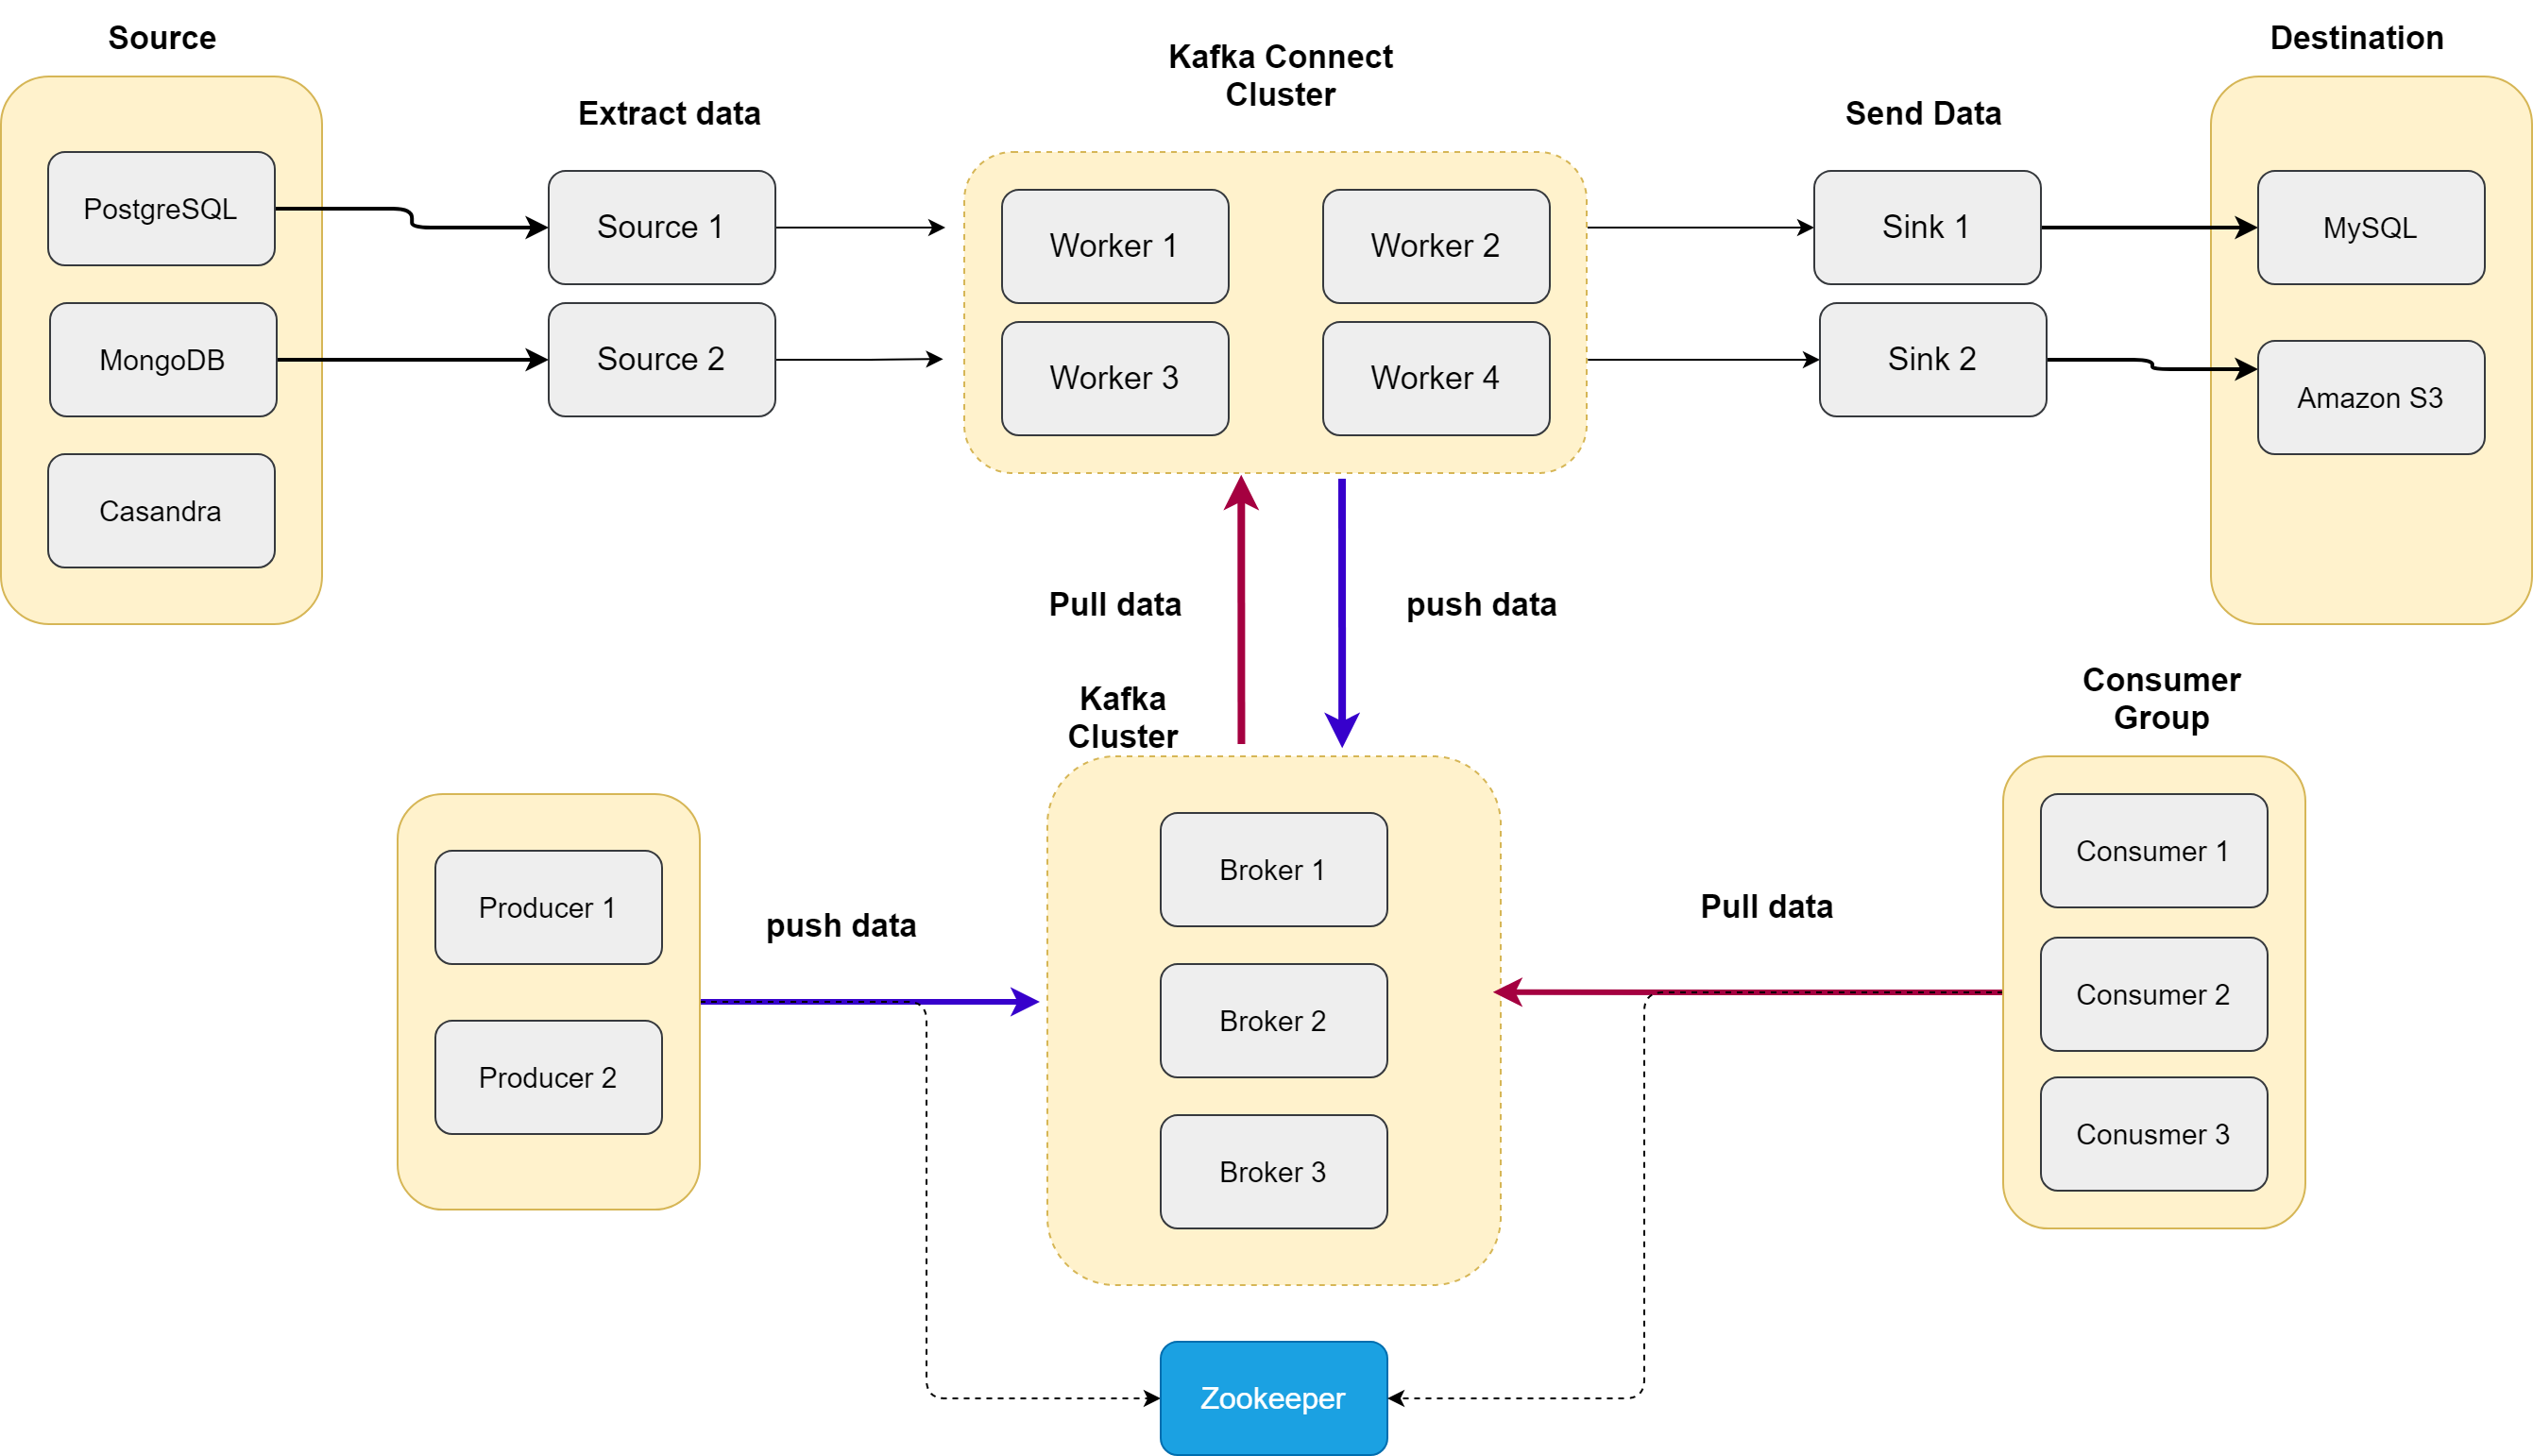 Source
Destination
Kafka Connect
Cluster
Extract data
Send Data
PostgreSQL
Source 1
Worker 1
Worker 2
Sink 1
MySQL
MongoDB
Source 2
Worker 3
Worker 4
Sink 2
Amazon S3
Casandra
Pull data
push data
Kafka
Cluster
Consumer
Group
Producer 1
Producer 2
push data
Broker 1
Broker 2
Broker 3
Pull data
Consumer 1
Consumer 2
Conusmer 3
Zookeeper